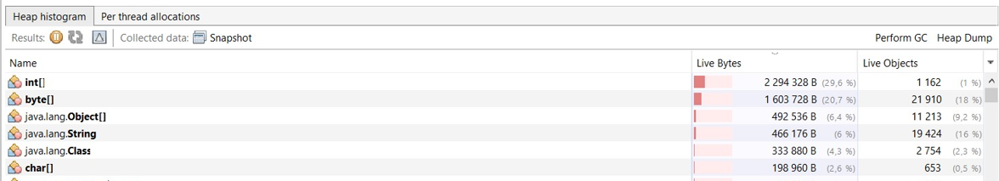 Heap histogram Per thread allocations
Results: Collected data: Snapshot Perform GC Heap Dump
Name Live Bytes Live Objects
int[] 2 294 328 B (29,6 %) 1 162 (1 %)
byte[] 1 603 728 B (20,7 %) 21 910 (18 %)
java.lang.Object[] 492 536 B (6,4 %) 11 213 (9,2 %)
java.lang.String 466 176 B (6 %) 19 424 (16 %)
java.lang.Class 333 880 B (4,3 %) 2 754 (2,3 %)
char[] 198 960 B (2,6 %) 653 (0,5 %)